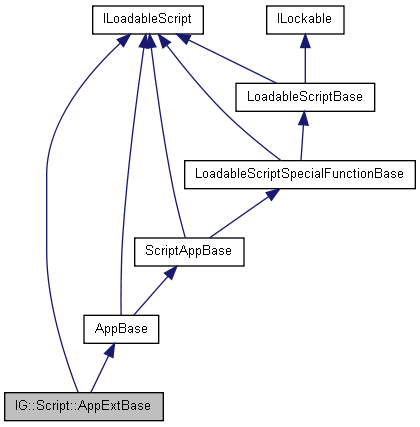 ILoadableScript
ILockable
LoadableScriptBase
LoadableScriptSpecialFunctionBase
ScriptAppBase
AppBase
IG::Script::AppExtBase